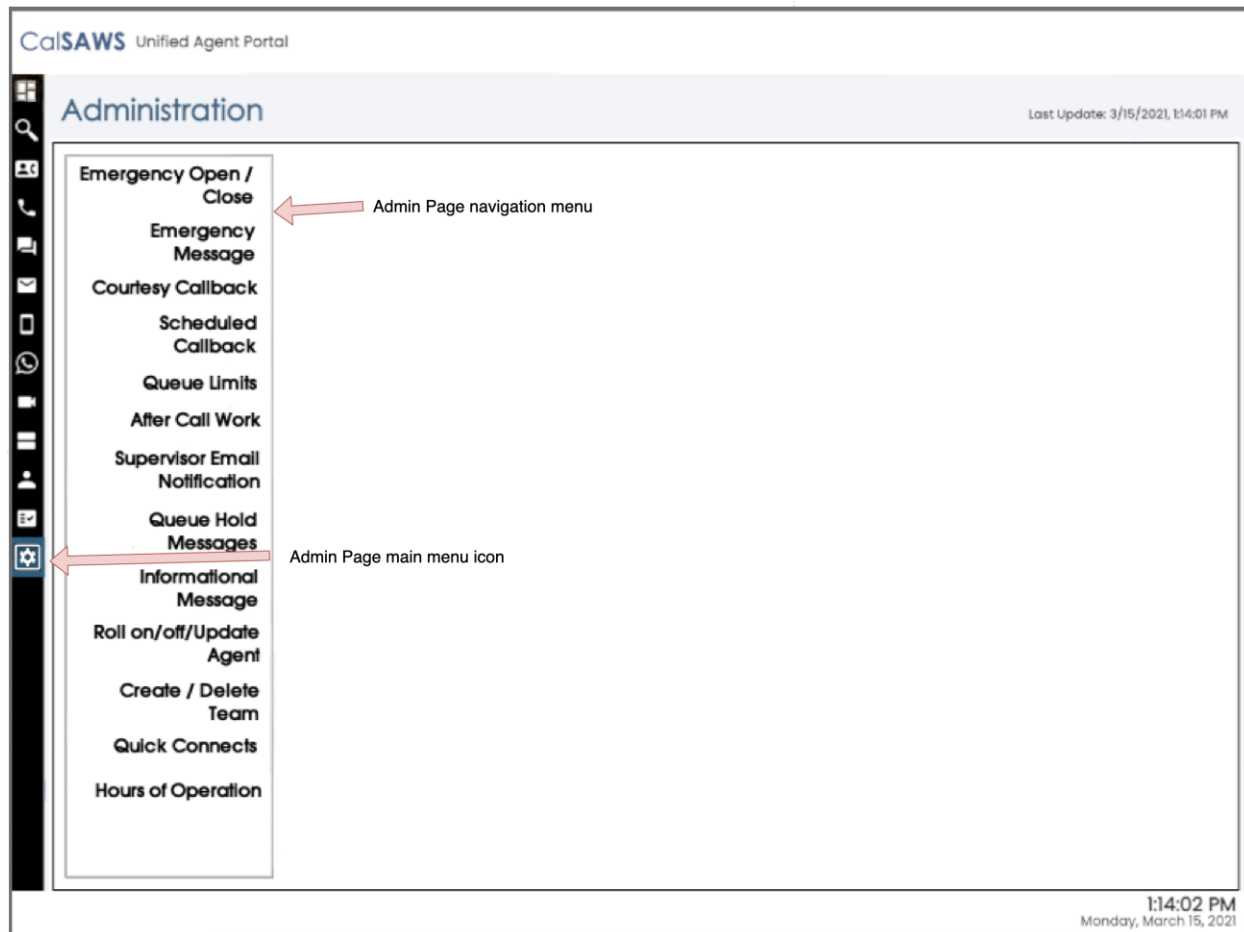 CalSAWS Unified Agent Portal
Administration
Last Update: 3/15/2021, 1:14:01 PM
Emergency Open /
Close
Admin Page navigation menu
Emergency
Message
Courtesy Callback
Scheduled
Callback
Queue Limits
After Call Work
Supervisor Email
Notification
Queue Hold
Messages
Admin Page main menu icon
Informational
Message
Roll on/off/Update
Agent
Create / Delete
Team
Quick Connects
Hours of Operation
1:14:02 PM
Monday, March 15, 2021